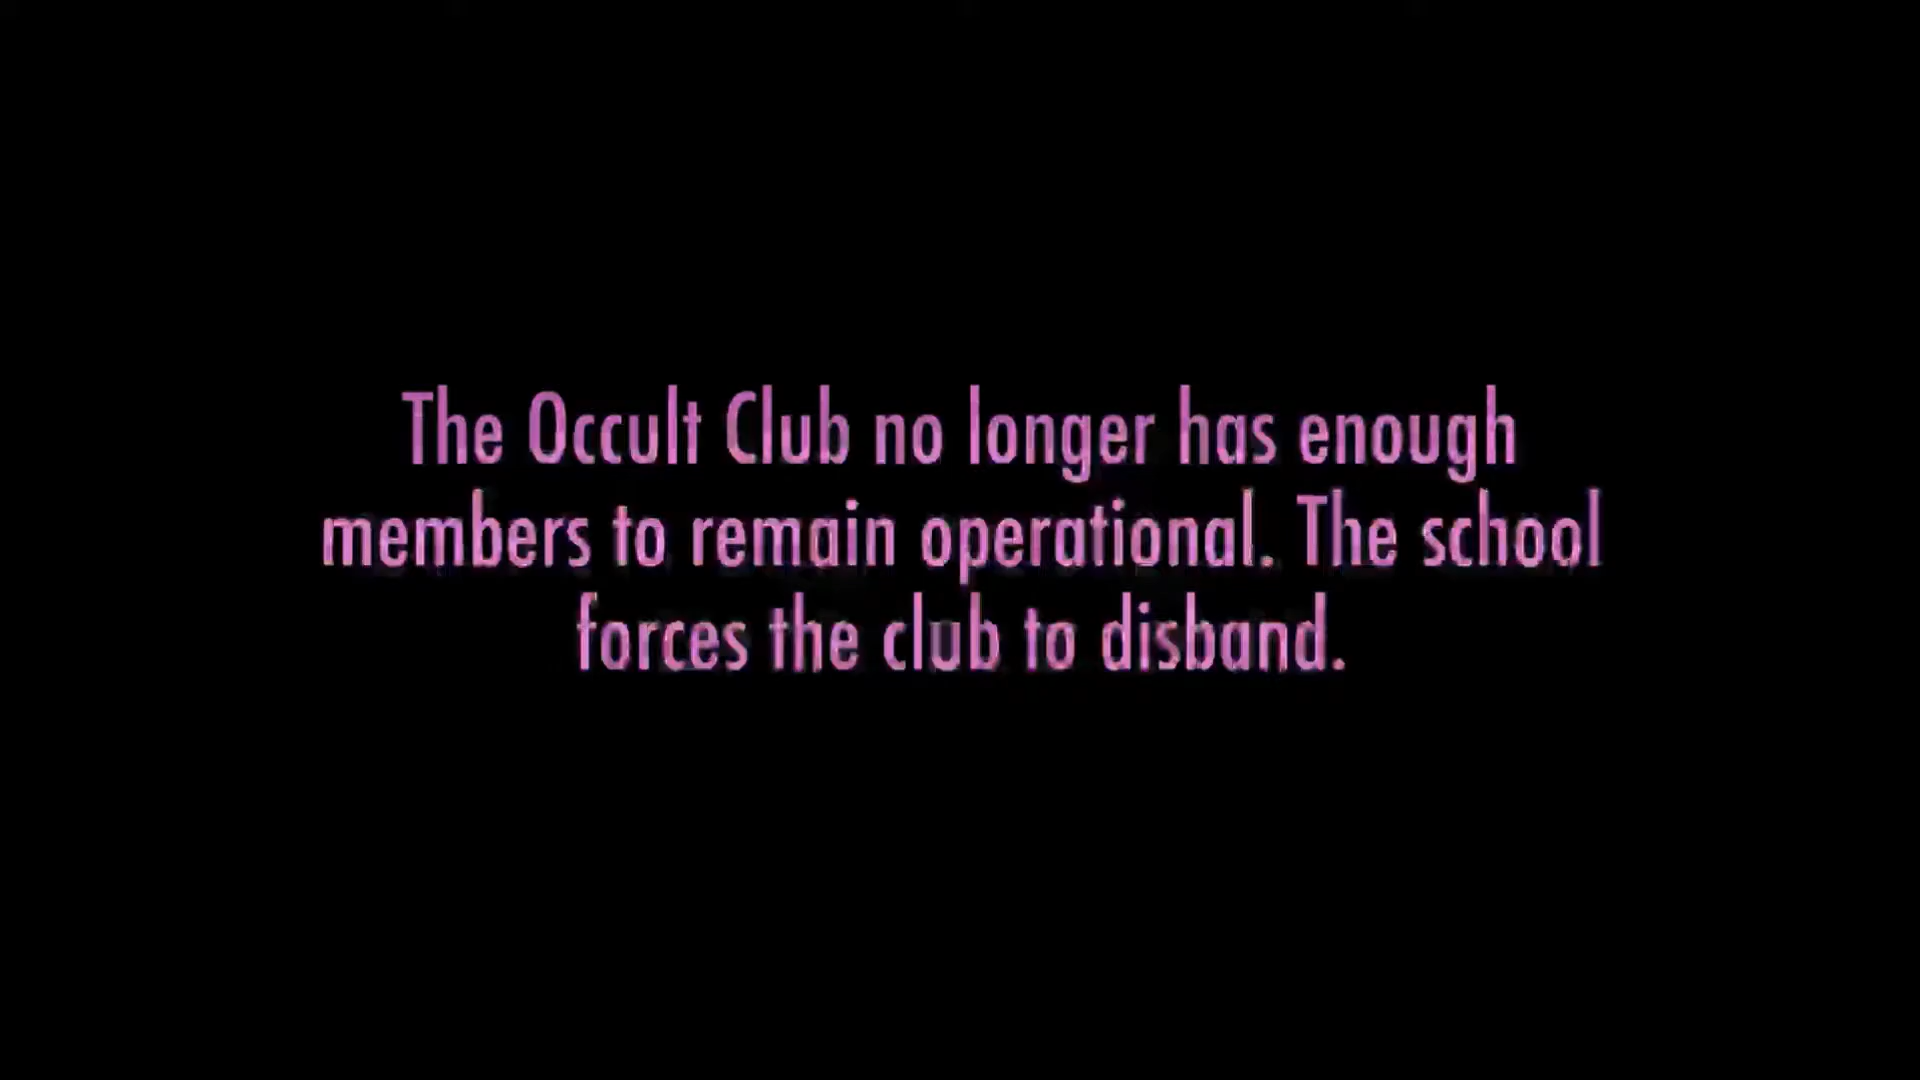 The Occult Club no longer has enough
members to remain operational. The school
forces the club to disband.